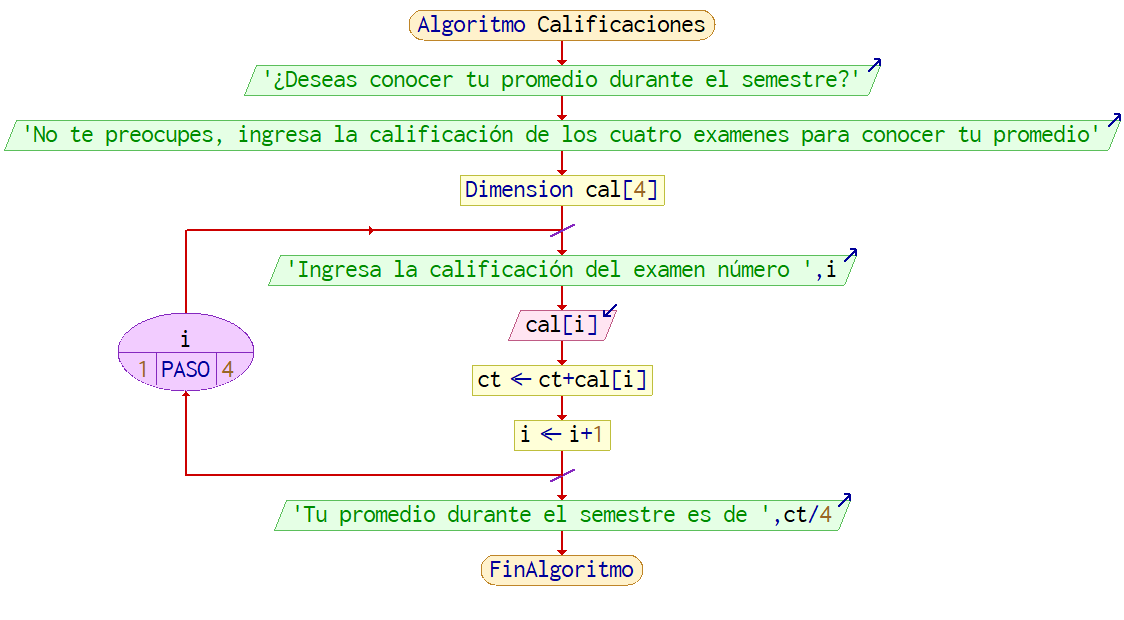 Algoritmo Calificaciones
'¿Deseas conocer tu promedio durante el semestre?'
'No te preocupes, ingresa la calificación de los cuatro examenes para conocer tu promedio'
Dimension cal[4]
'Ingresa la calificación del examen número ',i
cal[i]
i
1 PASO 4
ct ← ct+cal[i]
i ← i+1
'Tu promedio durante el semestre es de ',ct/4
FinAlgoritmo